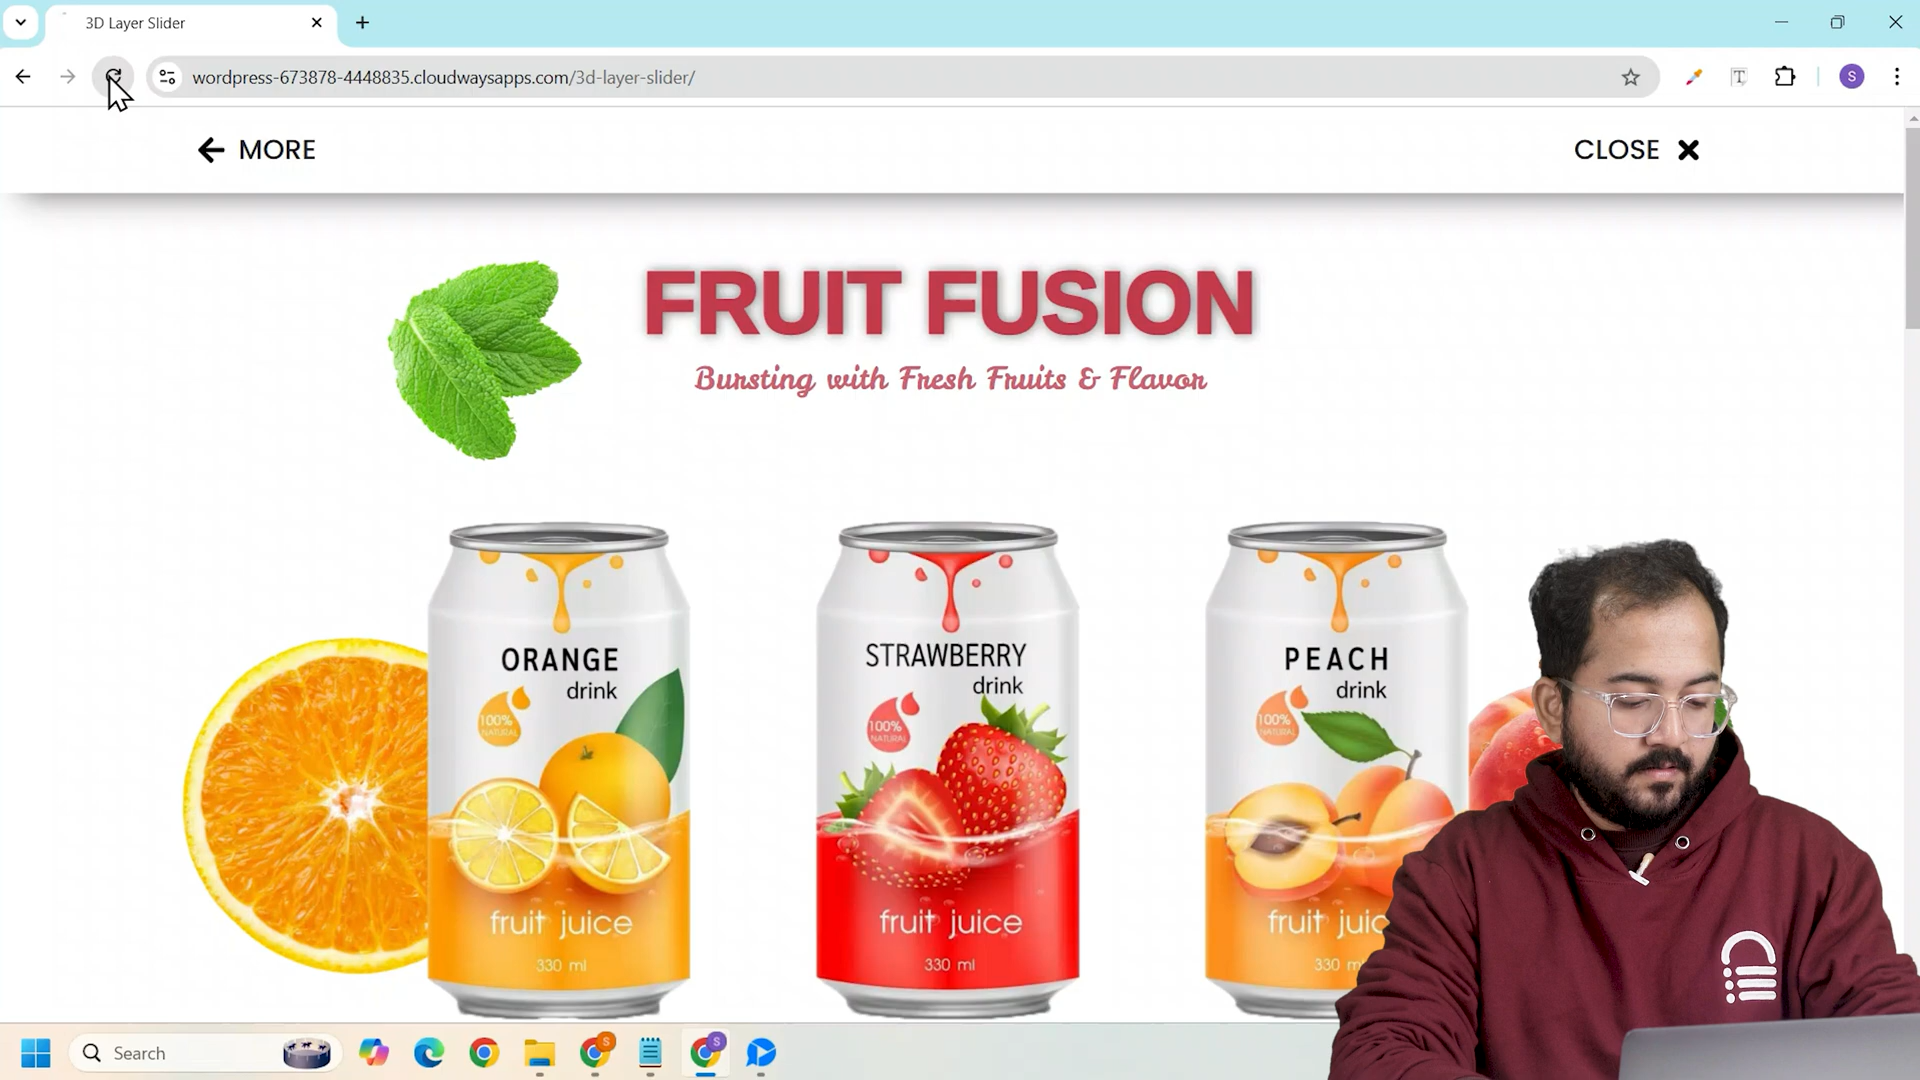 3D Layer Slider
wordpress-673878-4448835.cloudwaysapps.com/3d-layer-slider/
S
MORE
CLOSE
FRUIT FUSION
Bursting with Fresh Fruits & Flavor
ORANGE
drink
100%
NATURAL
fruit juice
330 ml
STRAWBERRY
drink
100%
NATURAL
fruit juice
330 ml
PEACH
drink
100%
NATURAL
fruit juic
330 m
Search
S
S